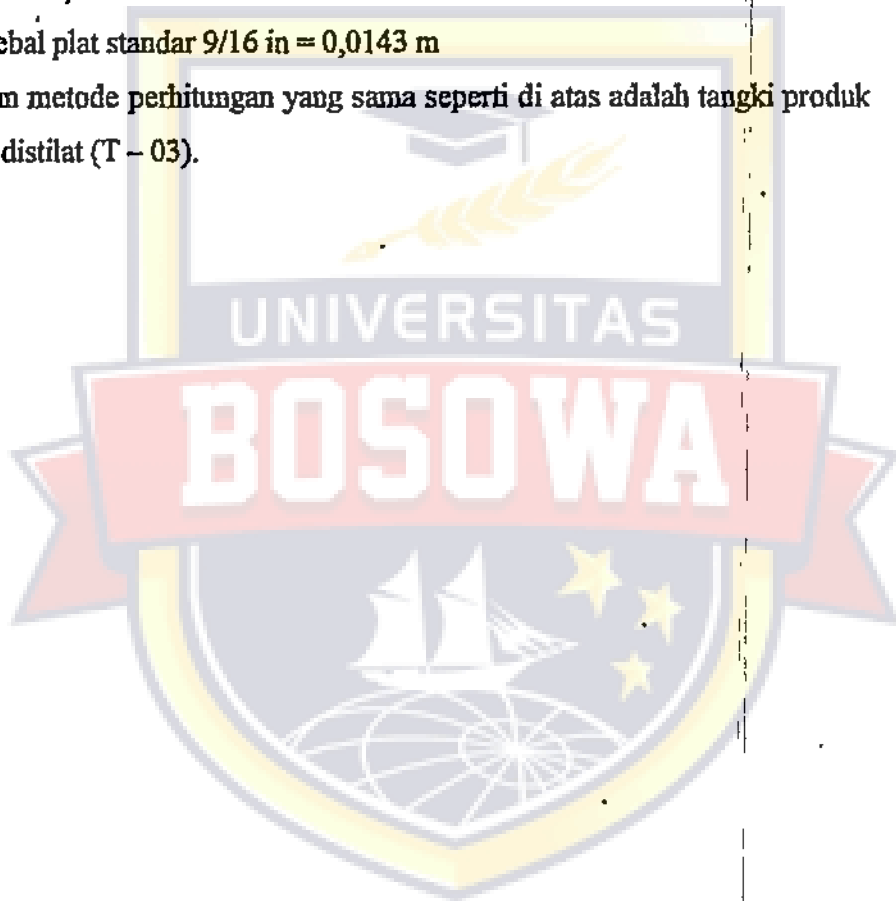 ebal plat standar 9/16 in = 0,0143 m
m metode perhitungan yang sama seperti di atas adalah tangki produk
distilat (T – 03).
UNIVERSITAS
BOSOWA